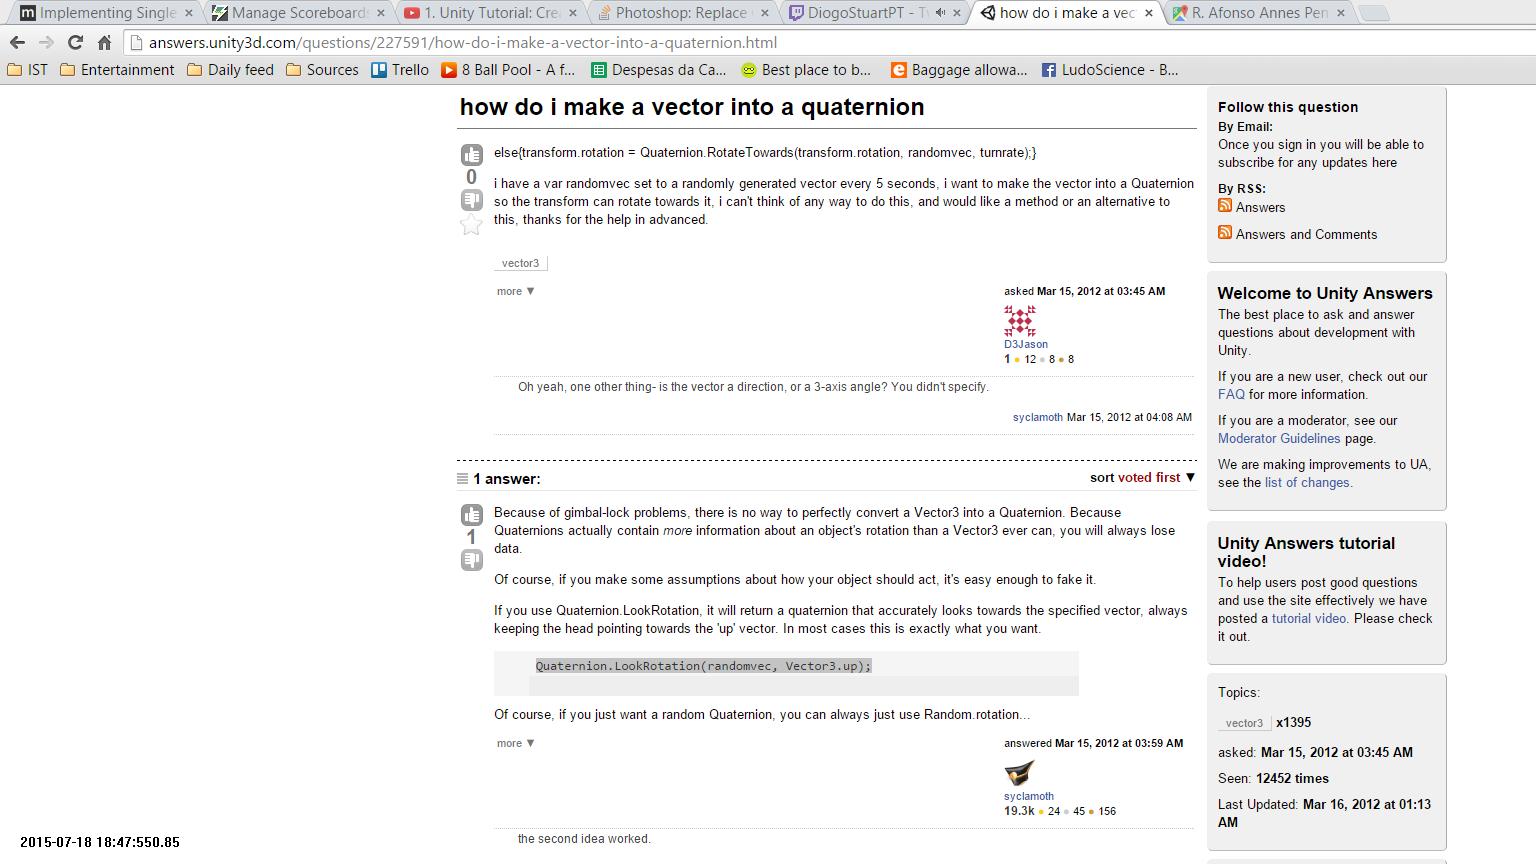 Implementing Single
Manage Scoreboards
1. Unity Tutorial: Cre
Photoshop: Replace
DiogoStuartPT - Tw
how do i make a vec
R. Afonso Annes Pen
answers.unity3d.com/questions/227591/how-do-i-make-a-vector-into-a-quaternion.html
IST
Entertainment
Daily feed
Sources
Trello
8 Ball Pool - A f...
Despesas da Ca...
Best place to b...
Baggage allowa...
LudoScience - B...
how do i make a vector into a quaternion
0
else{transform.rotation = Quaternion.RotateTowards(transform.rotation, randomvec, turnrate);}
i have a var randomvec set to a randomly generated vector every 5 seconds, i want to make the vector into a Quaternion
so the transform can rotate towards it, i can't think of any way to do this, and would like a method or an alternative to
this, thanks for the help in advanced.
vector3
more ▼
asked Mar 15, 2012 at 03:45 AM
D3Jason
1 ● 12 ● 8 ● 8
Oh yeah, one other thing- is the vector a direction, or a 3-axis angle? You didn't specify.
syclamoth Mar 15, 2012 at 04:08 AM
1 answer:
sort voted first ▼
1
Because of gimbal-lock problems, there is no way to perfectly convert a Vector3 into a Quaternion. Because
Quaternions actually contain more information about an object's rotation than a Vector3 ever can, you will always lose
data.
Of course, if you make some assumptions about how your object should act, it's easy enough to fake it.
If you use Quaternion.LookRotation, it will return a quaternion that accurately looks towards the specified vector, always
keeping the head pointing towards the 'up' vector. In most cases this is exactly what you want.
Quaternion.LookRotation(randomvec, Vector3.up);
Of course, if you just want a random Quaternion, you can always just use Random.rotation...
more ▼
answered Mar 15, 2012 at 03:59 AM
syclamoth
19.3k ● 24 ● 45 ● 156
the second idea worked.
Follow this question
By Email:
Once you sign in you will be able to
subscribe for any updates here
By RSS:
Answers
Answers and Comments
Welcome to Unity Answers
The best place to ask and answer
questions about development with
Unity.
If you are a new user, check out our
FAQ for more information.
If you are a moderator, see our
Moderator Guidelines page.
We are making improvements to UA,
see the list of changes.
Unity Answers tutorial
video!
To help users post good questions
and use the site effectively we have
posted a tutorial video. Please check
it out.
Topics:
vector3 x1395
asked: Mar 15, 2012 at 03:45 AM
Seen: 12452 times
Last Updated: Mar 16, 2012 at 01:13
AM
2015-07-18 18:47:550.85